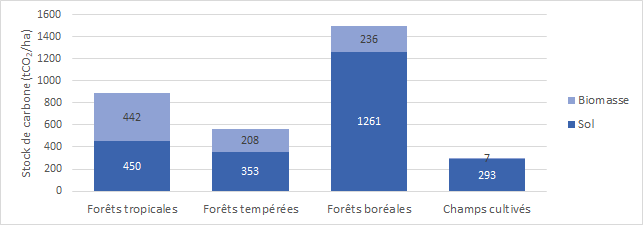 Stock de carbone (tCO₂/ha)
1600
1400
1200
1000
800
600
400
200
0
442
450
208
353
236
1261
7
293
Forêts tropicales
Forêts tempérées
Forêts boréales
Champs cultivés
Biomasse
Sol